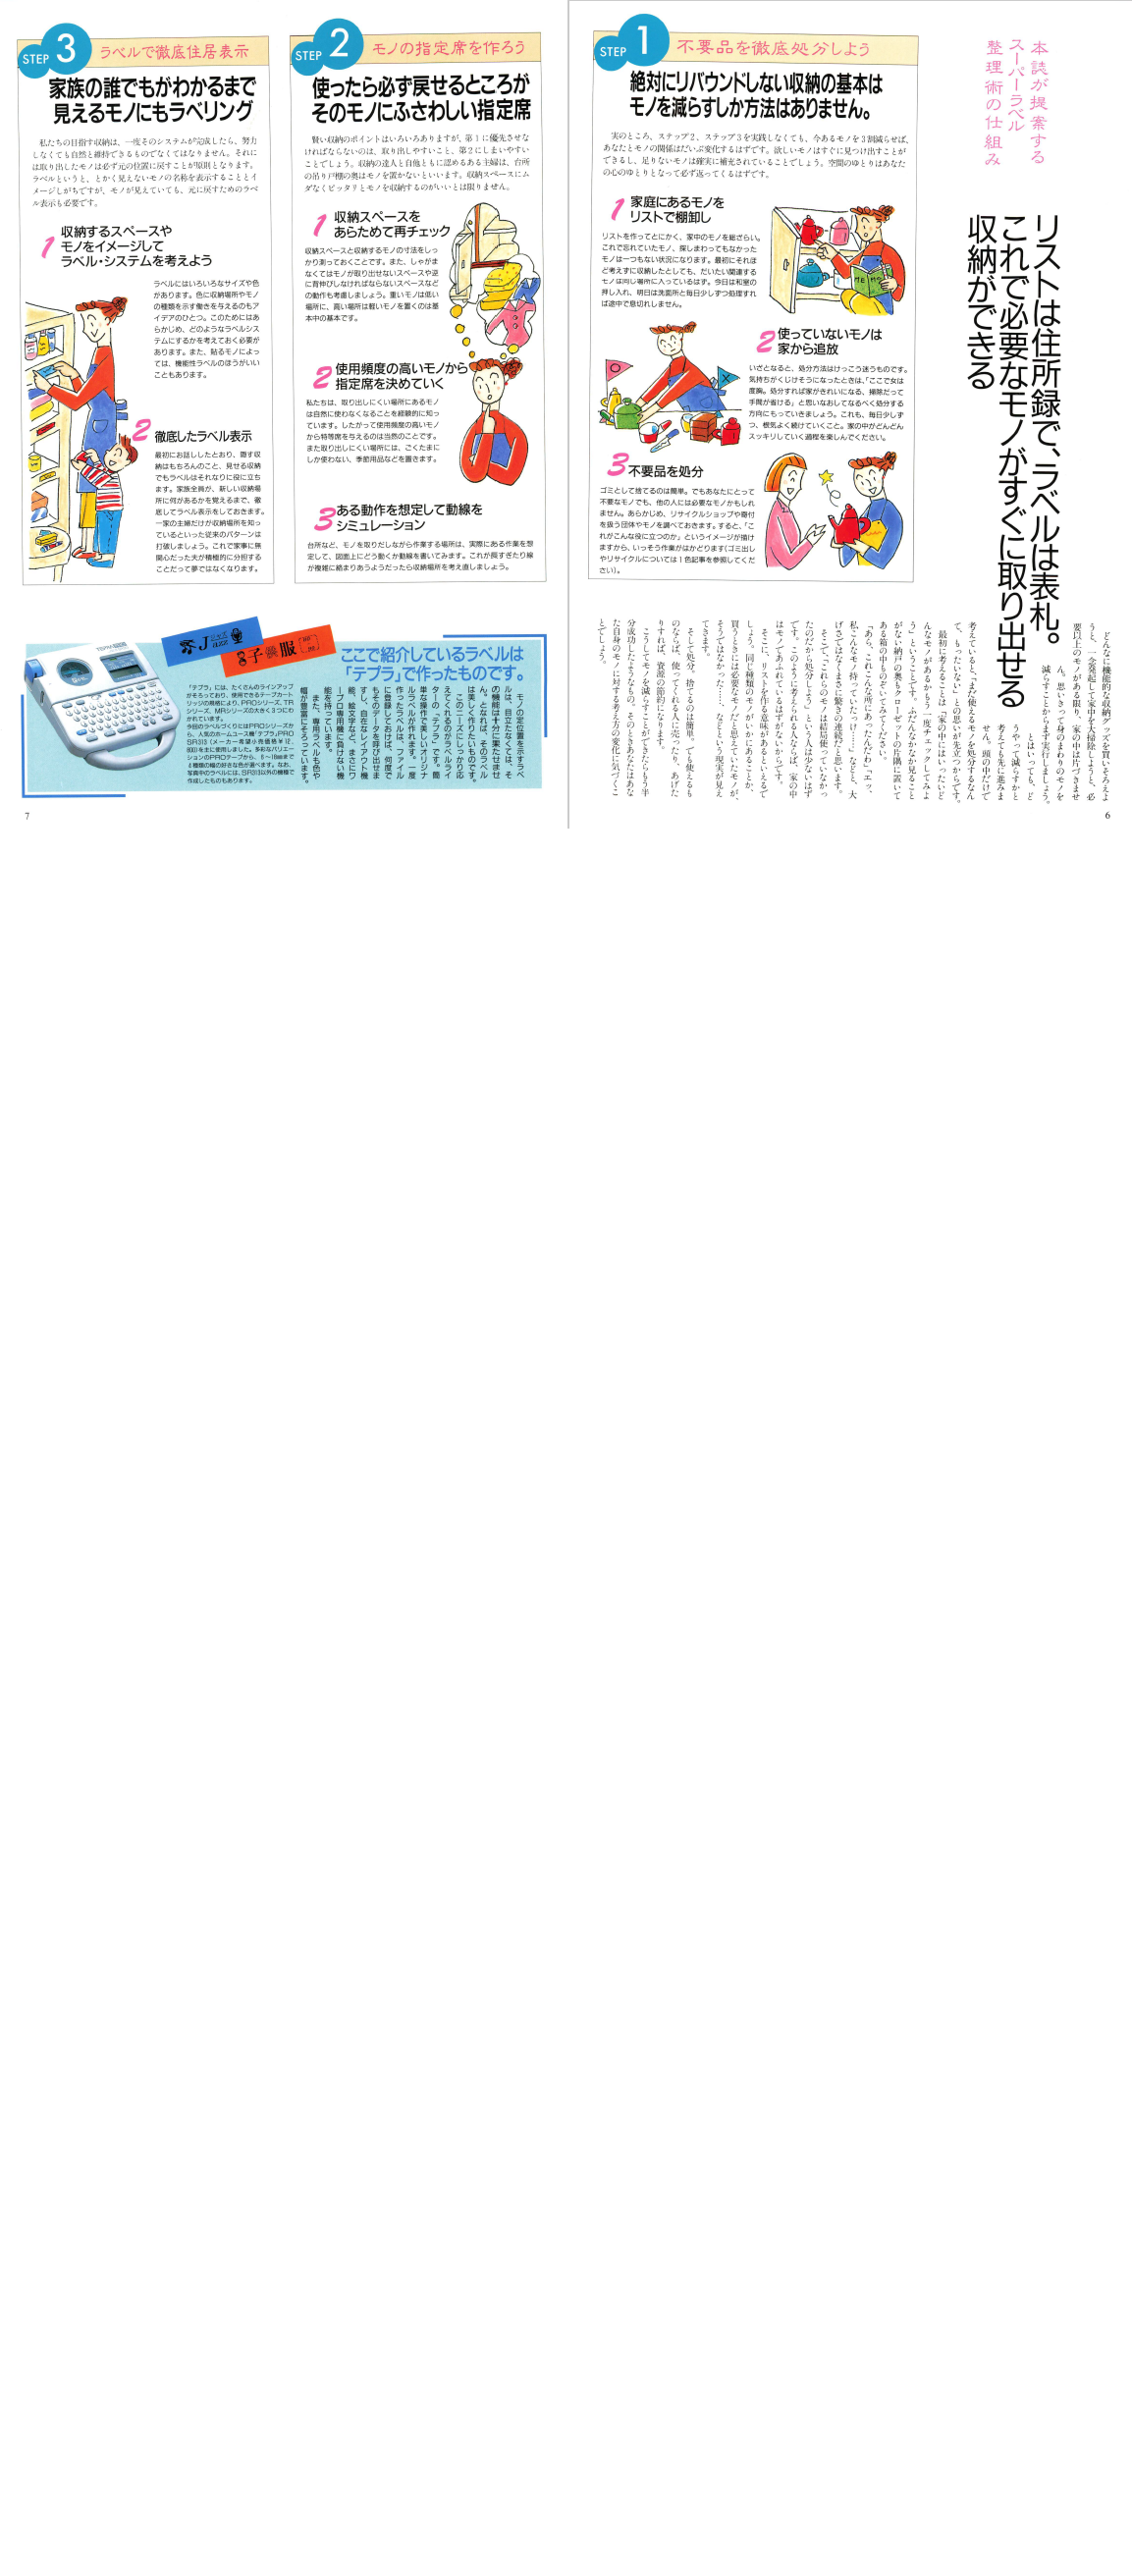 本誌が提案する
スーパーラベル
整理術の仕組み
リストは住所録で、ラベルは表札。
これで必要なモノがすぐに取り出せる
収納ができる
どんなに機能的な収納グッズを買いそろえよ
うと、一念発起して家中を大掃除しようと、必
要以上のモノがある限り、家の中は片づきませ
ん。思いきって身のまわりのモノを
減らすことからまず実行しましょう。
とはいっても、ど
うやって減らすかと
考えても先に進みま
せん。頭の中だけで
考えていると、「まだ使えるモノを処分するなん
て、もったいない」との思いが先立つからです。
最初に考えることは「家の中にはいったいど
んなモノがあるかもう一度チェックしてみよ
う」ということです。ふだんなかなか見ること
がない納戸の奥もクローゼットの片隅に置いて
ある箱の中ものぞいてみてください。
「あら、これこんな所にあったんだわ」「エッ、
私こんなモノ持っていたっけ……」などと、大
げさではなくまさに驚きの連続だと思います。
そこで、「これらのモノは結局使っていなかっ
たのだから処分しよう」という人は少ないはず
です。このように考えられる人ならば、家の中
はモノであふれているはずがないからです。
そこに、リストを作る意味があるといえるで
しょう。同じ種類のモノがいかにあることか、
買うときには必要なモノだと思えていたモノが、
そうではなかった……、などという現実が見え
てきます。
そして処分。捨てるのは簡単。でも使えるも
のならば、使ってくれる人に売ったり、あげた
りすれば、資源の節約になります。
こうしてモノを減らすことができたらもう半
分成功したようなもの。そのときあなたはあな
た自身のモノに対する考え方の変化に気づくこ
とでしょう。
STEP 1 不要品を徹底処分しよう
絶対にリバウンドしない収納の基本は
モノを減らすしか方法はありません。
実のところ、ステップ2、ステップ3を実践しなくても、今あるモノを3割減らせば、
あなたとモノの関係はだいぶ変化するはずです。欲しいモノはすぐに見つけ出すことが
できるし、足りないモノは確実に補充されていることでしょう。空間のゆとりはあなた
の心のゆとりとなって必ず返ってくるはずです。
1 家庭にあるモノを
リストで棚卸し
リストを作ってとにかく、家中のモノを総ざらい。
これで忘れていたモノ、探しまわってもなかった
モノは一つもない状況になります。最初にそれほ
ど考えずに収納したとしても、だいたい関連する
モノは同じ場所に入っているはず。今日は和室の
押し入れ、明日は洗面所と毎日少しずつ処理すれ
ば途中で息切れしません。
MEMO
2 使っていないモノは
家から追放
いざとなると、処分方法はけっこう迷うものです。
気持ちがくじけそうになったときは、「ここで女は
度胸。処分すれば家がきれいになる、掃除だって
手間が省ける」と思いなおしてなるべく処分する
方向にもっていきましょう。これも、毎日少しず
つ、根気よく続けていくこと。家の中がどんどん
スッキリしていく過程を楽しんでください。
3 不要品を処分
ゴミとして捨てるのは簡単。でもあなたにとって
不要なモノでも、他の人には必要なモノかもしれ
ません。あらかじめ、リサイクルショップや寄付
を扱う団体やモノを調べておきます。すると、「こ
れがこんな役に立つのか」というイメージが描け
ますから、いっそう作業がはかどります(ゴミ出し
やリサイクルについては1色記事を参照してくだ
さい)。
6
STEP 2 モノの指定席を作ろう
使ったら必ず戻せるところが
そのモノにふさわしい指定席
賢い収納のポイントはいろいろありますが、第1に優先させな
ければならないのは、取り出しやすいこと、第2にしまいやすい
ことでしょう。収納の達人と自他ともに認めるある主婦は、台所
の吊り戸棚の奥はモノを置かないといいます。収納スペースにム
ダなくピッタリとモノを収納するのがいいとは限りません。
1 収納スペースを
あらためて再チェック
収納スペースと収納するモノの寸法をしっ
かり測っておくことです。また、しゃがま
なくてはモノが取り出せないスペースや逆
に背伸びしなければならないスペースなど
の動作も考慮しましょう。重いモノは低い
場所に、高い場所は軽いモノを置くのは基
本中の基本です。
2 使用頻度の高いモノから
指定席を決めていく
私たちは、取り出しにくい場所にあるモノ
は自然に使わなくなることを経験的に知っ
ています。したがって使用頻度の高いモノ
から特等席を与えるのは当然のことです。
また取り出しにくい場所には、ごくたまに
しか使わない、季節用品などを置きます。
3 ある動作を想定して動線を
シミュレーション
台所など、モノを取りだしながら作業する場所は、実際にある作業を想
定して、図面上にどう動くか動線を書いてみます。これが長すぎたり線
が複雑に絡まりあうようだったら収納場所を考え直しましょう。
STEP 3 ラベルで徹底住居表示
家族の誰でもがわかるまで
見えるモノにもラベリング
私たちの目指す収納は、一度そのシステムが完成したら、努力
しなくても自然と維持できるものでなくてはなりません。それに
は取り出したモノは必ず元の位置に戻すことが原則となります。
ラベルというと、とかく見えないモノの名称を表示することとイ
メージしがちですが、モノが見えていても、元に戻すためのラベ
ル表示も必要です。
1 収納するスペースや
モノをイメージして
ラベル・システムを考えよう
ラベルにはいろいろなサイズや色
があります。色に収納場所やモノ
の種類を示す働きを与えるのもア
イデアのひとつ。このためにはあ
らかじめ、どのようなラベルシス
テムにするかを考えておく必要が
あります。また、貼るモノによっ
ては、機能性ラベルのほうがいい
こともあります。
2 徹底したラベル表示
最初にお話ししたとおり、隠す収
納はもちろんのこと、見せる収納
でもラベルはそれなりに役に立ち
ます。家族全員が、新しい収納場
所に何があるかを覚えるまで、徹
底してラベル表示をしておきます。
一家の主婦だけが収納場所を知っ
ているといった従来のパターンは
打破しましょう。これで家事に無
関心だった夫が積極的に分担する
ことだって夢ではなくなります。
Jazz ジャズ
子供服
ここで紹介しているラベルは
「テプラ」で作ったものです。
モノの定位置を示すラベ
ルは、目立たなくては、そ
の機能は十分に果たせませ
ん。となれば、そのラベル
は美しく作りたいものです。
このニーズにしっかり応
えてくれるのがラベルライ
ター「テプラ」です。簡
単な操作で美しいオリジナ
ルラベルが作れます。一度
作ったラベルは、ファイル
に登録しておけば、何度で
もそのデータを呼び出せま
すし、自在なレイアウト機
能、絵文字など、まさにワ
ープロ専用機に負けない機
能を持っています。
また、専用ラベルも色や
幅が豊富にそろっています。
「テプラ」には、たくさんのラインアップ
がそろっており、使用できるテープカート
リッジの規格により、PROシリーズ、TR
シリーズ、MRシリーズの大きく3つにわ
かれています。
今回のラベルづくりにはPROシリーズか
ら、人気のホームユース機「テプラ」PRO
SR313(メーカー希望小売価格¥12,
800)を主に使用しました。多彩なバリエー
ションのPROテープから、6〜18mmまで
作成したものもあります。
7